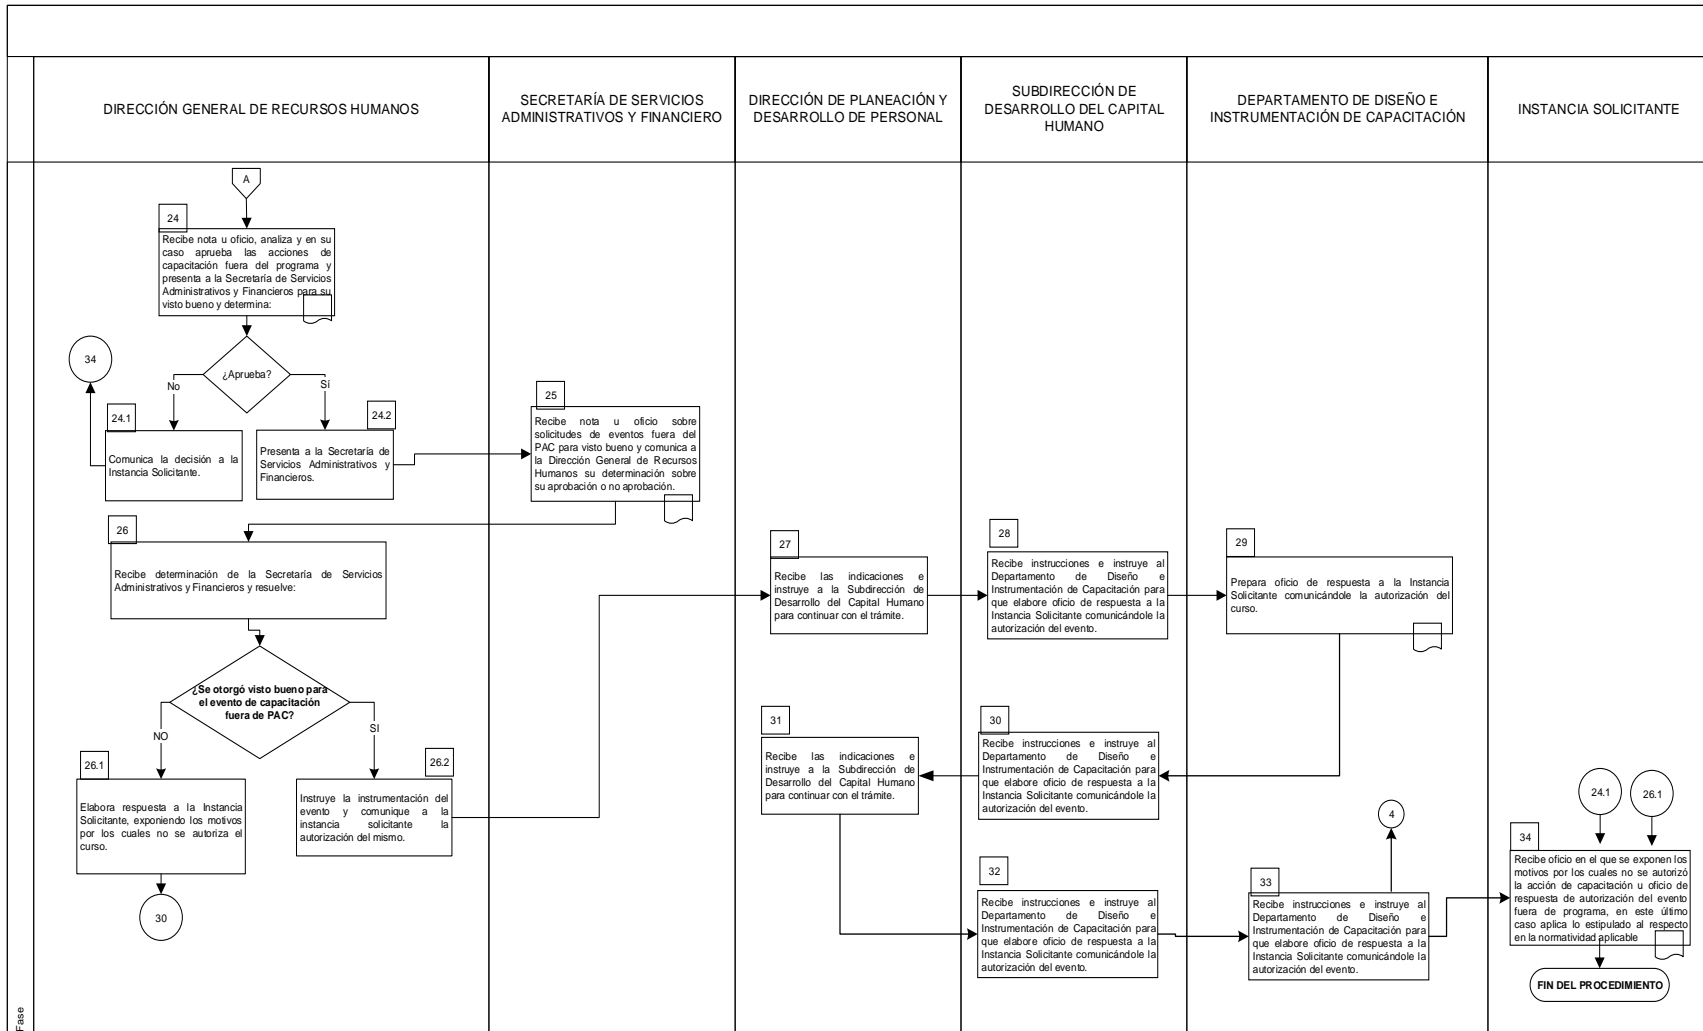 DIRECCIÓN GENERAL DE RECURSOS HUMANOS
SECRETARÍA DE SERVICIOS
ADMINISTRATIVOS Y FINANCIERO
DIRECCIÓN DE PLANEACIÓN Y
DESARROLLO DE PERSONAL
SUBDIRECCIÓN DE
DESARROLLO DEL CAPITAL
HUMANO
DEPARTAMENTO DE DISEÑO E
INSTRUMENTACIÓN DE CAPACITACIÓN
INSTANCIA SOLICITANTE
A
24
Recibe nota u oficio, analiza y en su
caso aprueba las acciones de
capacitación fuera del programa y
presenta a la Secretaría de Servicios
Administrativos y Financieros para su
visto bueno y determina:
34
¿Aprueba?
No
Sí
24.1
Comunica la decisión a la
Instancia Solicitante.
24.2
Presenta a la Secretaría de
Servicios Administrativos y
Financieros.
25
Recibe nota u oficio sobre
solicitudes de eventos fuera del
PAC para visto bueno y comunica a
la Dirección General de Recursos
Humanos su determinación sobre
su aprobación o no aprobación.
26
Recibe determinación de la Secretaría de Servicios
Administrativos y Financieros y resuelve:
27
Recibe las indicaciones e
instruye a la Subdirección de
Desarrollo del Capital Humano
para continuar con el trámite.
28
Recibe instrucciones e instruye al
Departamento de Diseño e
Instrumentación de Capacitación para
que elabore oficio de respuesta a la
Instancia Solicitante comunicándole la
autorización del evento.
29
Prepara oficio de respuesta a la Instancia
Solicitante comunicándole la autorización del
curso.
¿Se otorgó visto bueno para
el evento de capacitación
fuera de PAC?
NO
SI
26.1
Elabora respuesta a la Instancia
Solicitante, exponiendo los motivos
por los cuales no se autoriza el
curso.
26.2
Instruye la instrumentación del
evento y comunique a la
instancia solicitante la
autorización del mismo.
30
31
Recibe las indicaciones e
instruye a la Subdirección de
Desarrollo del Capital Humano
para continuar con el trámite.
30
Recibe instrucciones e instruye al
Departamento de Diseño e
Instrumentación de Capacitación para
que elabore oficio de respuesta a la
Instancia Solicitante comunicándole la
autorización del evento.
32
Recibe instrucciones e instruye al
Departamento de Diseño e
Instrumentación de Capacitación para
que elabore oficio de respuesta a la
Instancia Solicitante comunicándole la
autorización del evento.
4
33
Recibe instrucciones e instruye al
Departamento de Diseño e
Instrumentación de Capacitación para
que elabore oficio de respuesta a la
Instancia Solicitante comunicándole la
autorización del evento.
24.1
26.1
34
Recibe oficio en el que se exponen los
motivos por los cuales no se autorizó
la acción de capacitación u oficio de
respuesta de autorización del evento
fuera de programa, en este último
caso aplica lo estipulado al respecto
en la normatividad aplicable
FIN DEL PROCEDIMIENTO
Fase